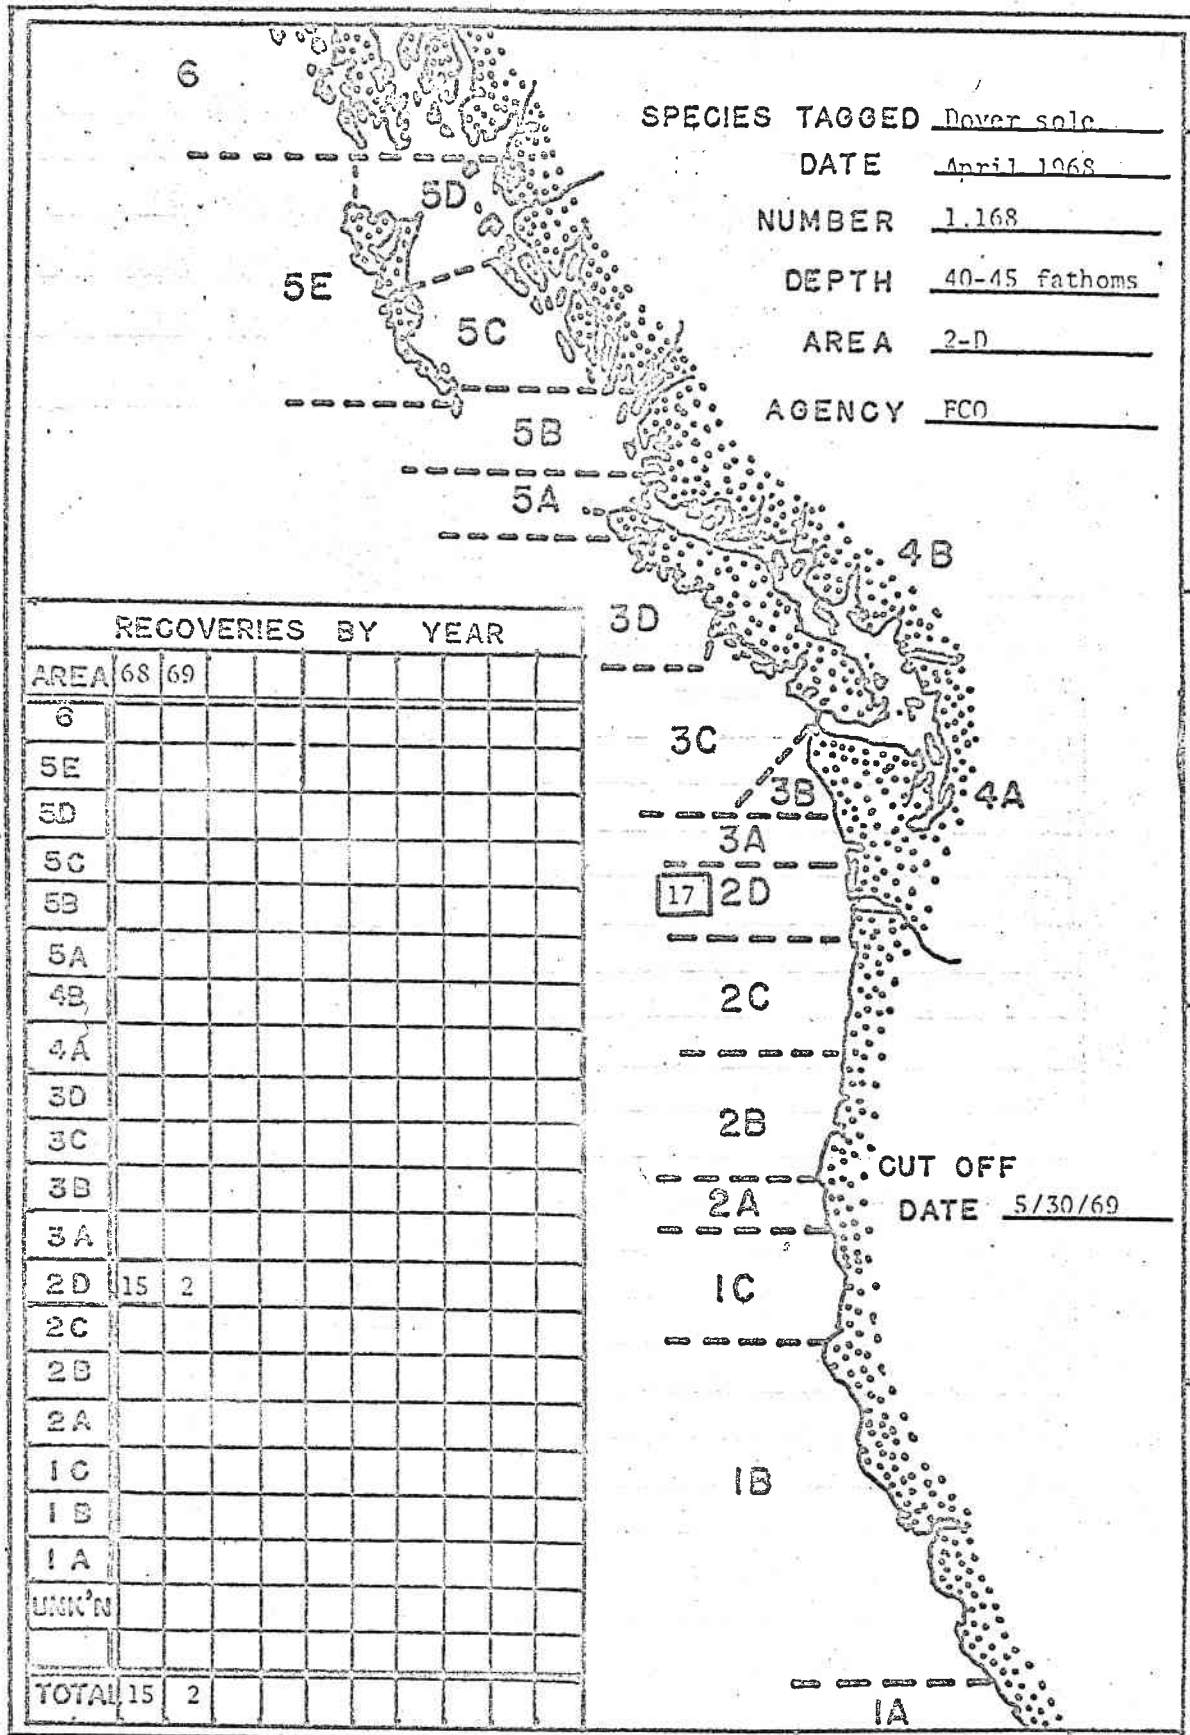 6
SPECIES TAGGED Dover sole
DATE April 1968
5D
NUMBER 1,168
5E
DEPTH 40-45 fathoms
5C
AREA 2-D
AGENCY FCO
5B
5A
4B
3D
3C
3B
4A
3A
17 2D
2C
2B
CUT OFF
DATE 5/30/69
2A
1C
1B
1A
RECOVERIES BY YEAR
AREA 68 69
6
5E
5D
5C
5B
5A
4B
4A
3D
3C
3B
3A
2D 15 2
2C
2B
2A
1C
1B
1A
UNK'N
TOTAL 15 2